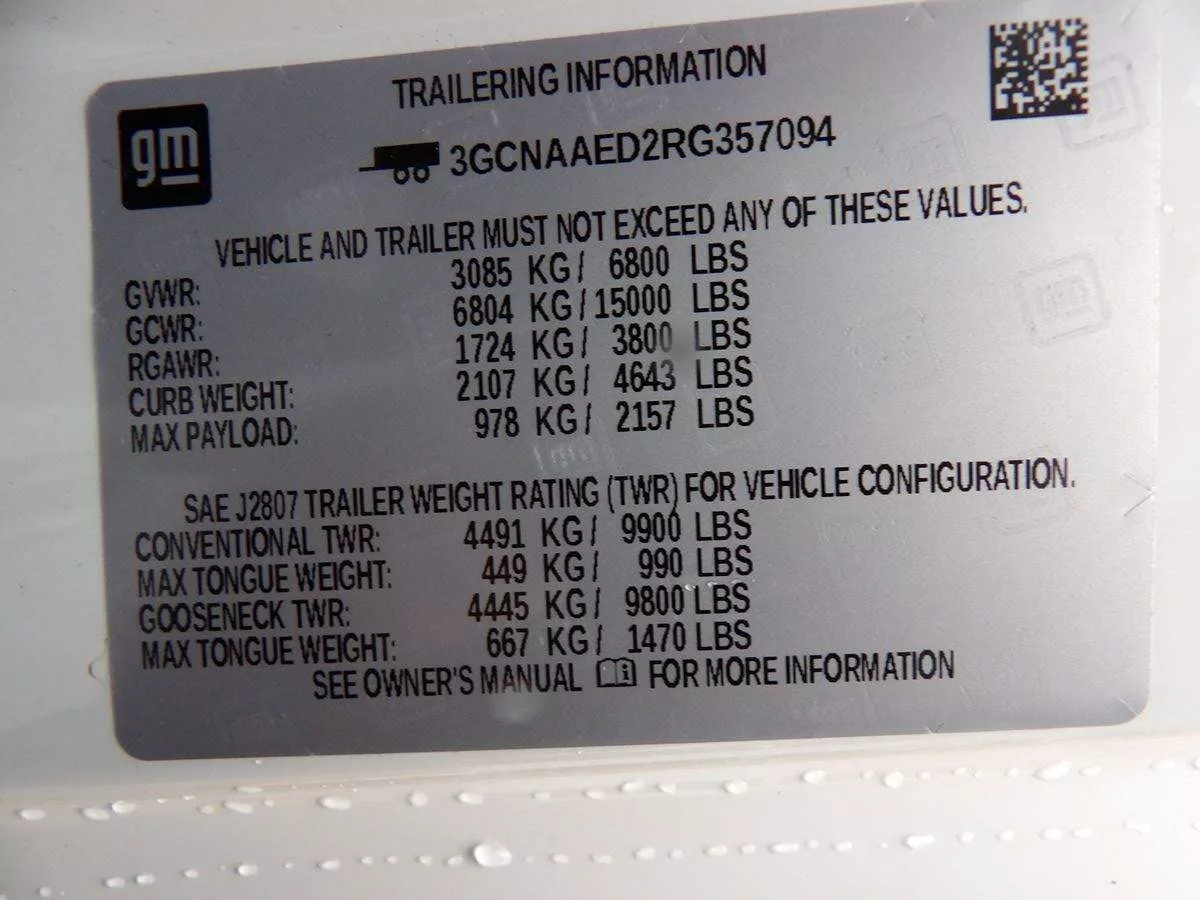 TRAILERING INFORMATION
gm
3GCNAAED2RG357094
VEHICLE AND TRAILER MUST NOT EXCEED ANY OF THESE VALUES.
GVWR: 3085 KG/ 6800 LBS
GCWR: 6804 KG/15000 LBS
RGAWR: 1724 KG/ 3800 LBS
CURB WEIGHT: 2107 KG/ 4643 LBS
MAX PAYLOAD: 978 KG/ 2157 LBS
SAE J2807 TRAILER WEIGHT RATING (TWR) FOR VEHICLE CONFIGURATION.
CONVENTIONAL TWR: 4491 KG/ 9900 LBS
MAX TONGUE WEIGHT: 449 KG/ 990 LBS
GOOSENECK TWR: 4445 KG/ 9800 LBS
MAX TONGUE WEIGHT: 667 KG/ 1470 LBS
SEE OWNER'S MANUAL FOR MORE INFORMATION